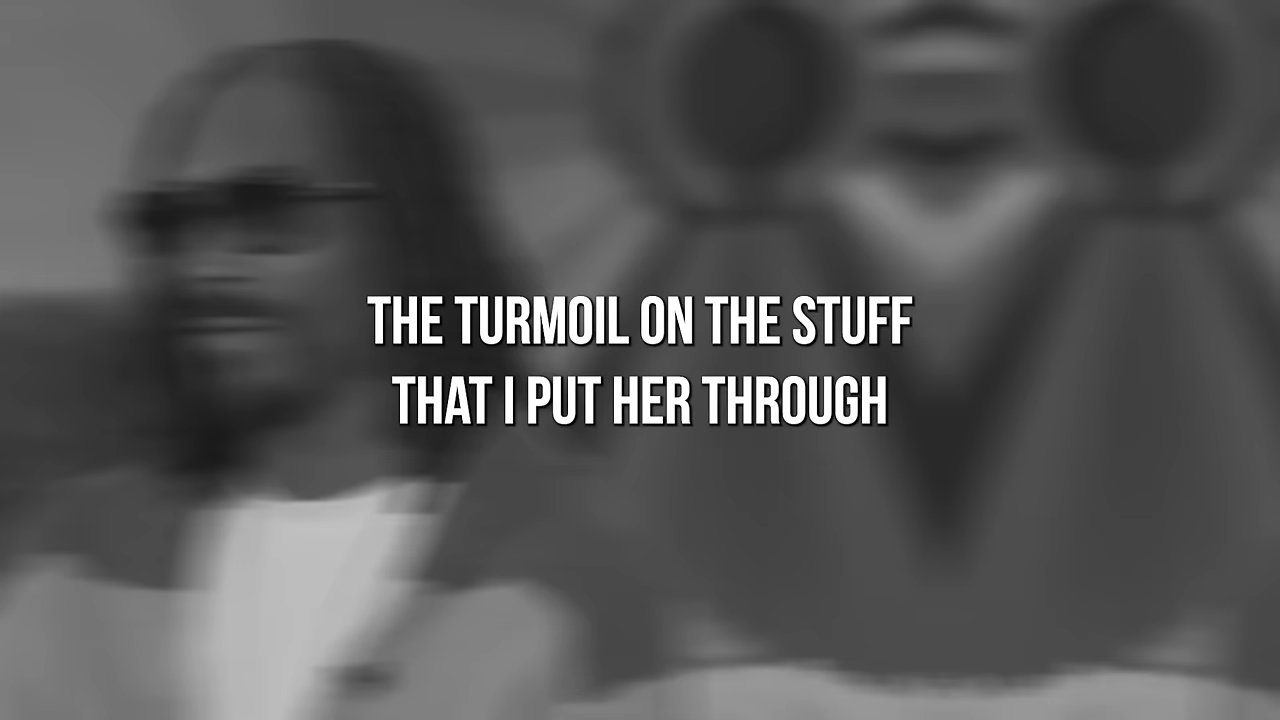 THE TURMOIL ON THE STUFF
THAT I PUT HER THROUGH